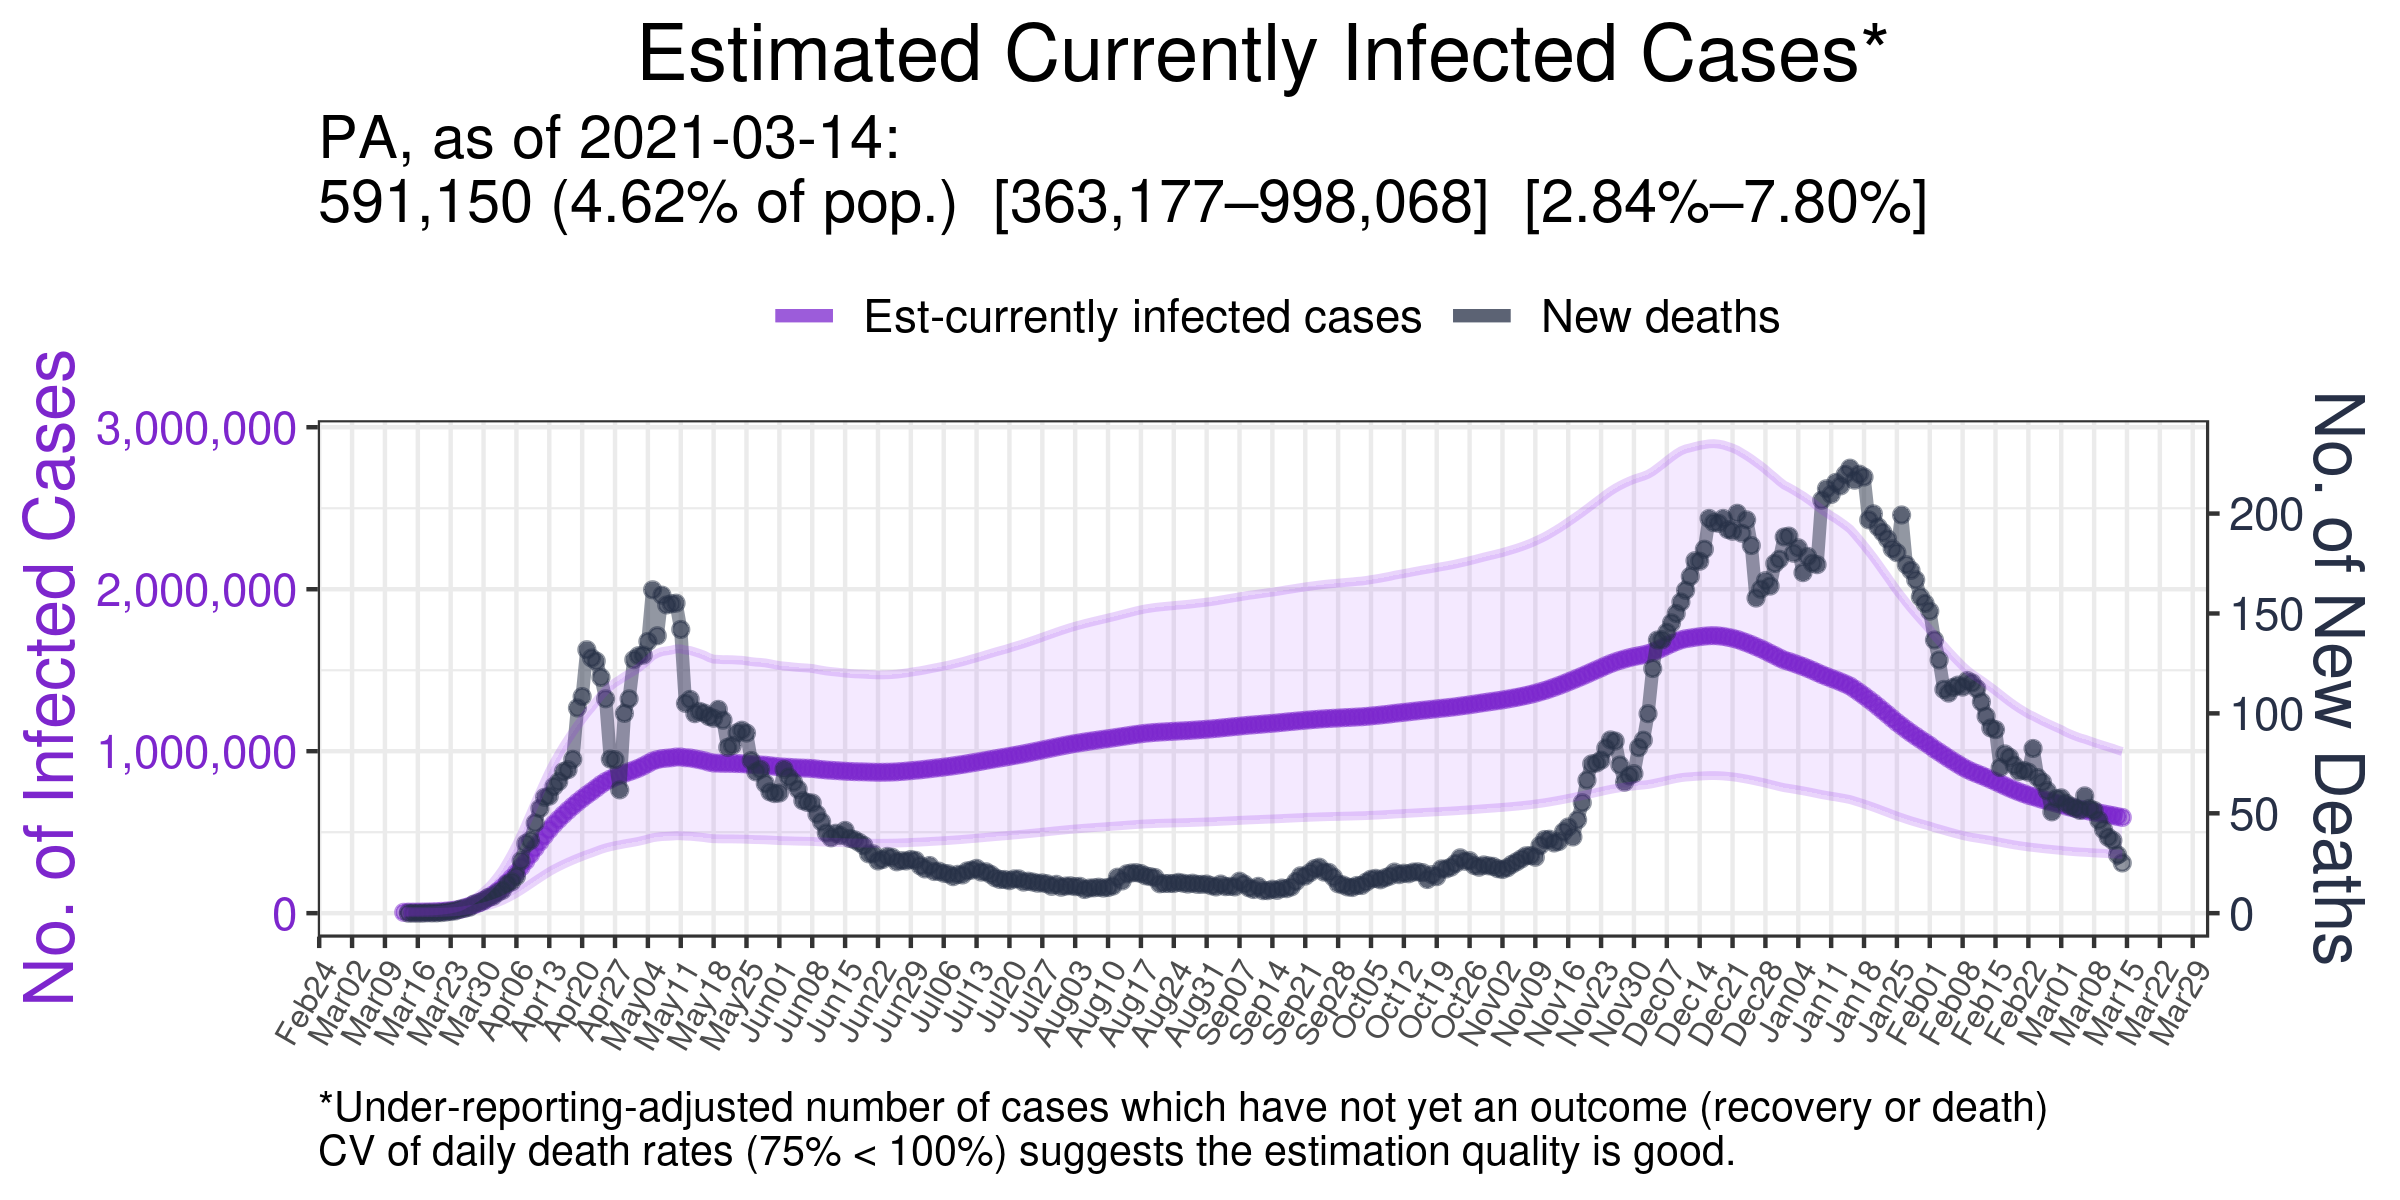 Estimated Currently Infected Cases*
PA, as of 2021-03-14:
591,150 (4.62% of pop.)  [363,177–998,068]  [2.84%–7.80%]
Est-currently infected cases
New deaths
No. of Infected Cases
3,000,000
2,000,000
1,000,000
0
No. of New Deaths
200
150
100
50
0
Feb24
Mar02
Mar09
Mar16
Mar23
Mar30
Apr06
Apr13
Apr20
Apr27
May04
May11
May18
May25
Jun01
Jun08
Jun15
Jun22
Jun29
Jul06
Jul13
Jul20
Jul27
Aug03
Aug10
Aug17
Aug24
Aug31
Sep07
Sep14
Sep21
Sep28
Oct05
Oct12
Oct19
Oct26
Nov02
Nov09
Nov16
Nov23
Nov30
Dec07
Dec14
Dec21
Dec28
Jan04
Jan11
Jan18
Jan25
Feb01
Feb08
Feb15
Feb22
Mar01
Mar08
Mar15
Mar22
Mar29
*Under-reporting-adjusted number of cases which have not yet an outcome (recovery or death)
CV of daily death rates (75% < 100%) suggests the estimation quality is good.